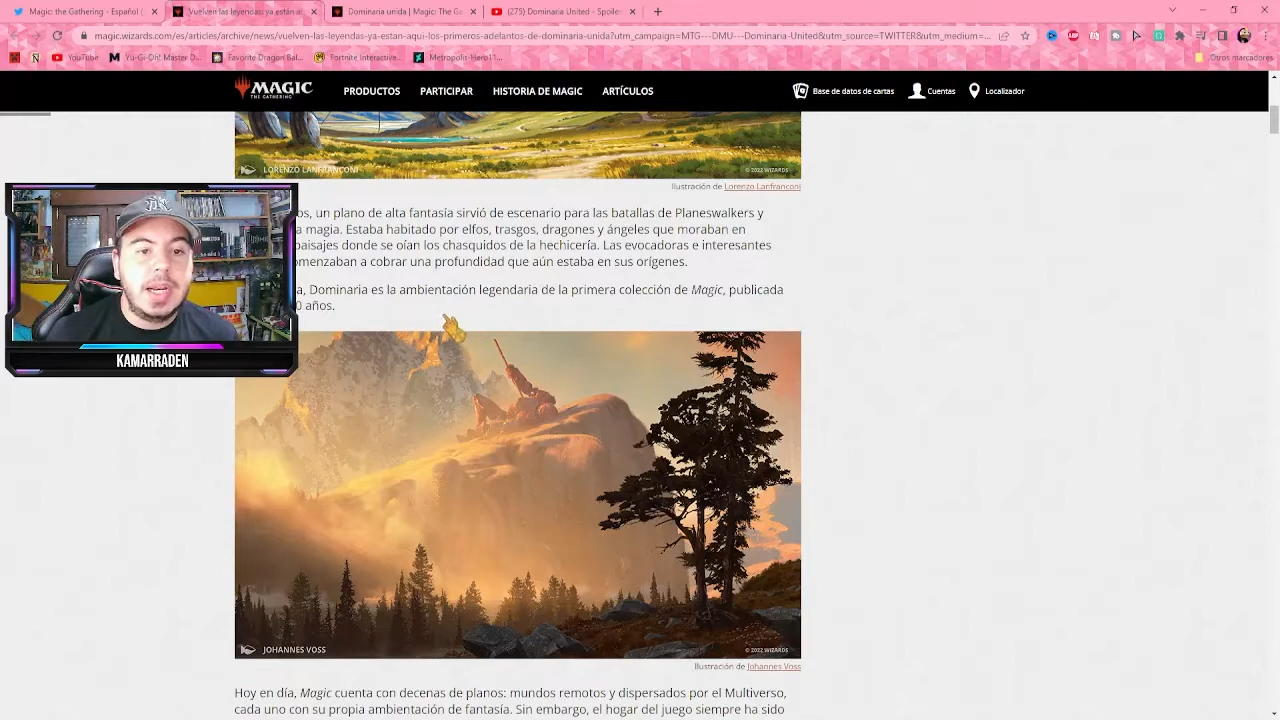 Magic: the Gathering - Español (
Vuelven las leyendas: ya están a
Dominaria unida | Magic: The Ga
(275) Dominaria United - Spoiler
magic.wizards.com/es/articles/archive/news/vuelven-las-leyendas-ya-estan-aqui-los-primeros-adelantos-de-dominaria-unida?utm_campaign=MTG---DMU---Dominaria-United&utm_source=TWITTER&utm_medium=...
YouTube
Yu-Gi-Oh! Master D...
Favorite Dragon Bal...
Fortnite Interactive...
Metropolis-Hero11...
Otros marcadores
MAGIC
THE GATHERING
PRODUCTOS
PARTICIPAR
HISTORIA DE MAGIC
ARTÍCULOS
Base de datos de cartas
Cuentas
Localizador
LORENZO LANFRANCONI
© 2022 WIZARDS
Ilustración de Lorenzo Lanfranconi
os, un plano de alta fantasía sirvió de escenario para las batallas de Planeswalkers y
a magia. Estaba habitado por elfos, trasgos, dragones y ángeles que moraban en
paisajes donde se oían los chasquidos de la hechicería. Las evocadoras e interesantes
omenzaban a cobrar una profundidad que aún estaba en sus orígenes.
a, Dominaria es la ambientación legendaria de la primera colección de Magic, publicada
0 años.
KAMARRADEN
JOHANNES VOSS
© 2022 WIZARDS
Ilustración de Johannes Voss
Hoy en día, Magic cuenta con decenas de planos: mundos remotos y dispersados por el Multiverso,
cada uno con su propia ambientación de fantasía. Sin embargo, el hogar del juego siempre ha sido